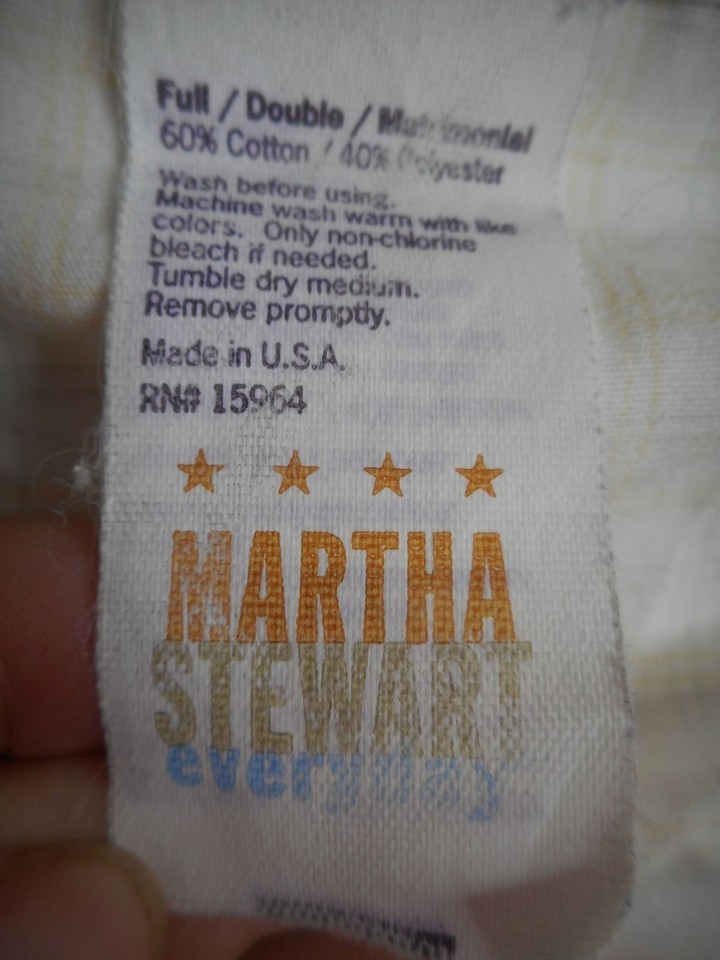 Full / Double / Matrimonial
60% Cotton / 40% Polyester
Wash before using.
Machine wash warm with like
colors. Only non-chlorine
bleach if needed.
Tumble dry medium.
Remove promptly.
Made in U.S.A.
RN# 15964
MARTHA
STEWART
everyday